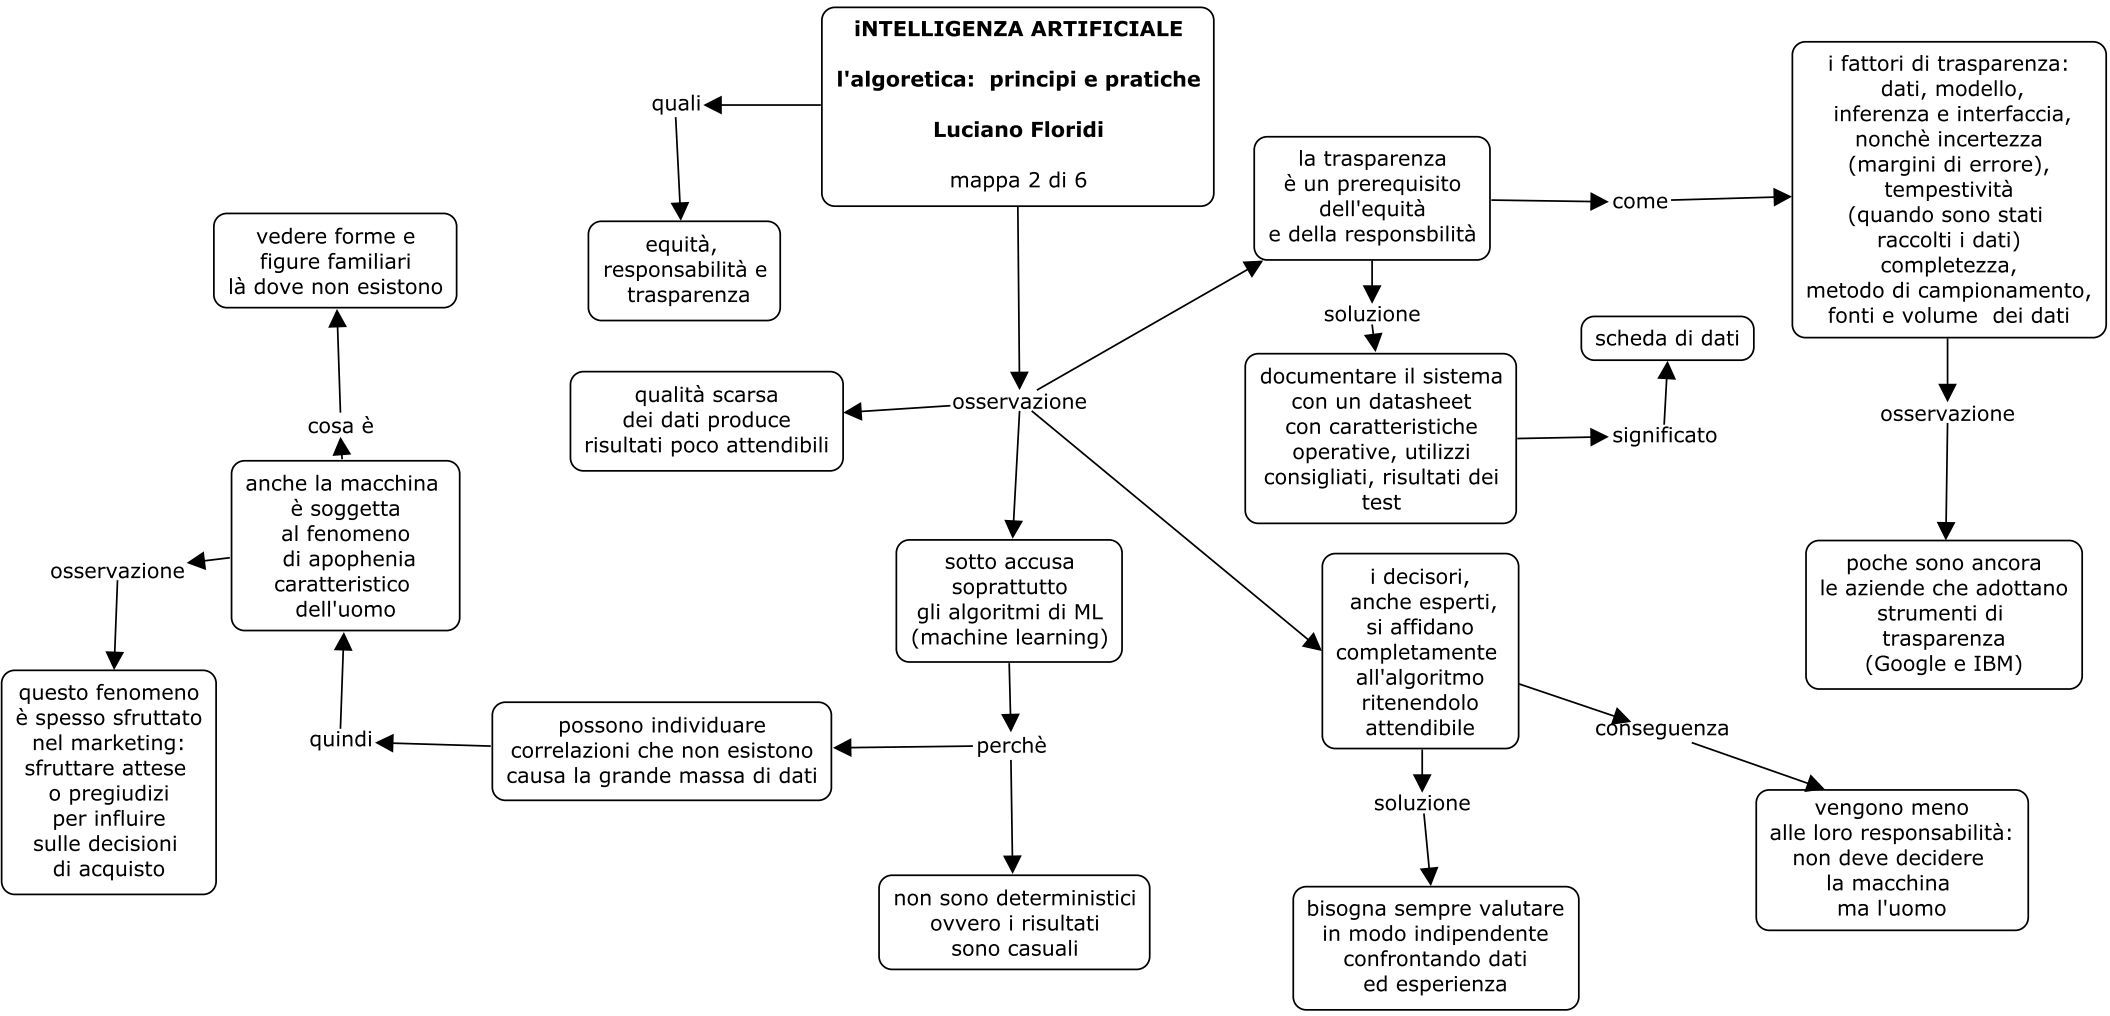 iNTELLIGENZA ARTIFICIALE
l'algoretica: principi e pratiche
Luciano Floridi
mappa 2 di 6
quali
equità,
responsabilità e
trasparenza
osservazione
qualità scarsa
dei dati produce
risultati poco attendibili
la trasparenza
è un prerequisito
dell'equità
e della responsbilità
come
i fattori di trasparenza:
dati, modello,
inferenza e interfaccia,
nonchè incertezza
(margini di errore),
tempestività
(quando sono stati
raccolti i dati)
completezza,
metodo di campionamento,
fonti e volume dei dati
osservazione
poche sono ancora
le aziende che adottano
strumenti di
trasparenza
(Google e IBM)
soluzione
documentare il sistema
con un datasheet
con caratteristiche
operative, utilizzi
consigliati, risultati dei
test
significato
scheda di dati
i decisori,
anche esperti,
si affidano
completamente
all'algoritmo
ritenendolo
attendibile
conseguenza
vengono meno
alle loro responsabilità:
non deve decidere
la macchina
ma l'uomo
soluzione
bisogna sempre valutare
in modo indipendente
confrontando dati
ed esperienza
sotto accusa
soprattutto
gli algoritmi di ML
(machine learning)
perchè
non sono deterministici
ovvero i risultati
sono casuali
possono individuare
correlazioni che non esistono
causa la grande massa di dati
quindi
anche la macchina
è soggetta
al fenomeno
di apophenia
caratteristico
dell'uomo
cosa è
vedere forme e
figure familiari
là dove non esistono
osservazione
questo fenomeno
è spesso sfruttato
nel marketing:
sfruttare attese
o pregiudizi
per influire
sulle decisioni
di acquisto